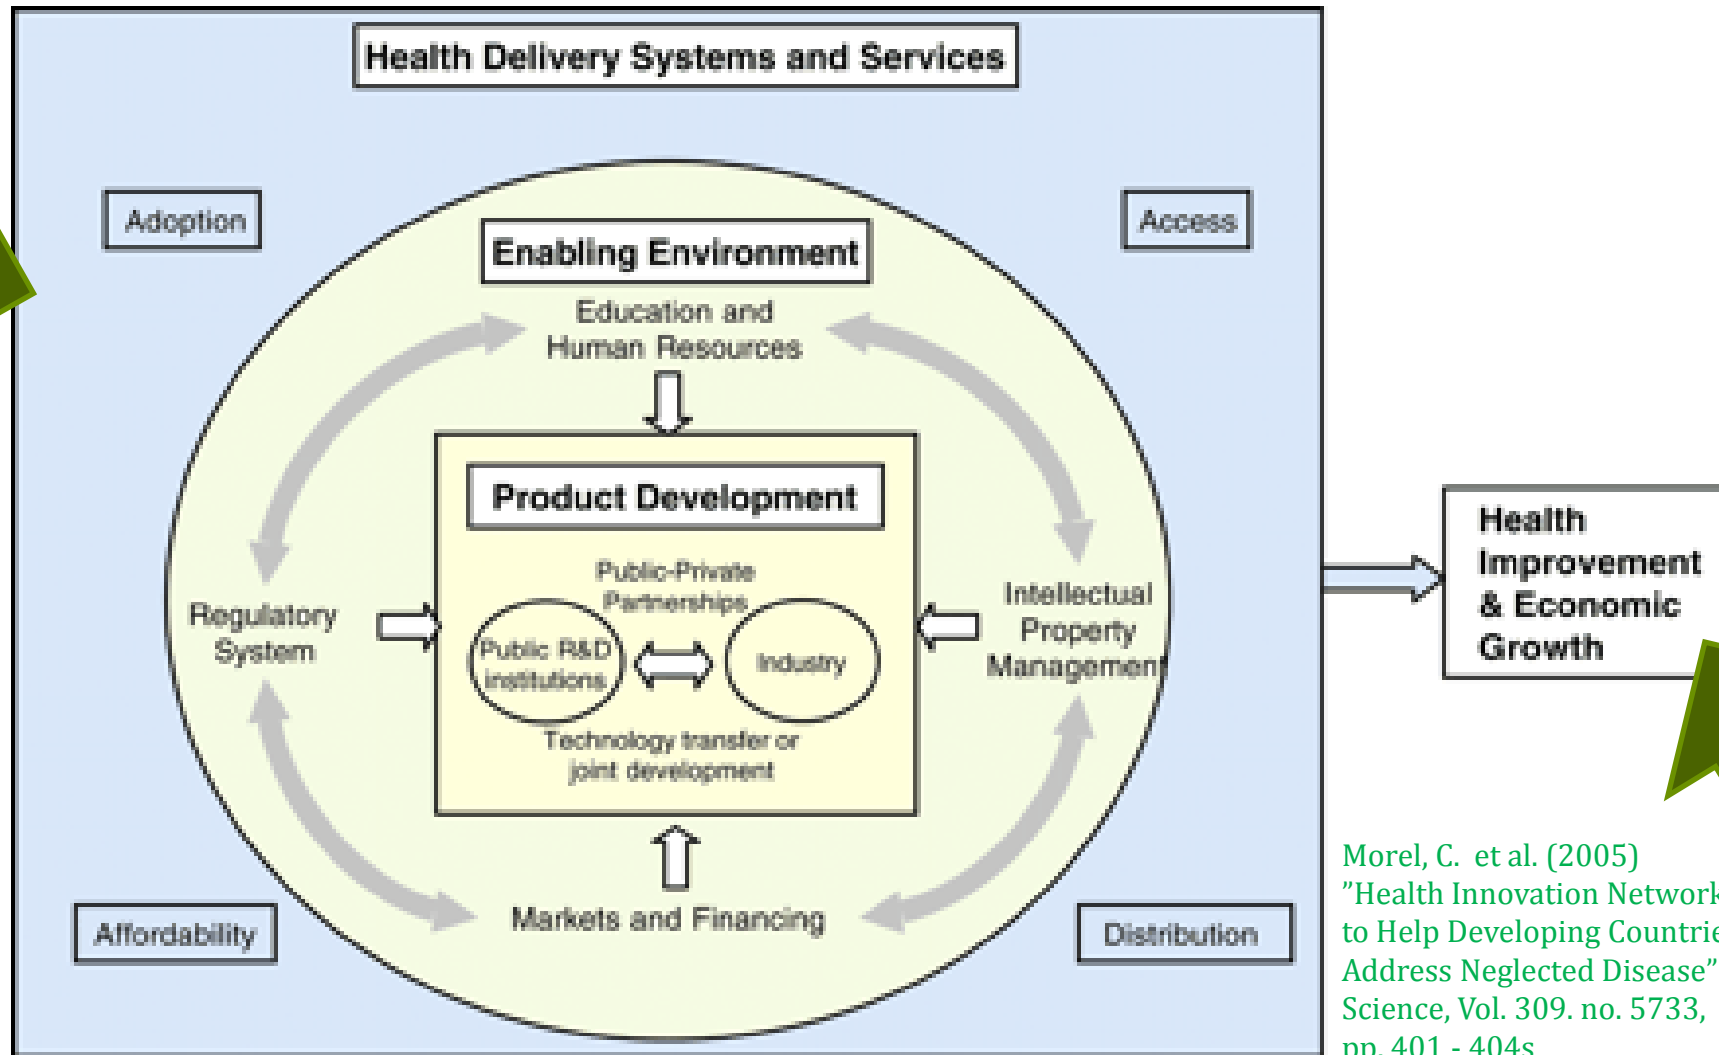 Health Delivery Systems and Services
Adoption
Access
Enabling Environment
Education and
Human Resources
Product Development
Public-Private
Partnerships
Regulatory
System
Public R&D
institutions
Industry
Intellectual
Property
Management
Technology transfer or
joint development
Markets and Financing
Affordability
Distribution
Health
Improvement
& Economic
Growth
Morel, C. et al. (2005)
”Health Innovation Network
to Help Developing Countrie
Address Neglected Disease”
Science, Vol. 309. no. 5733,
pp. 401 - 404s